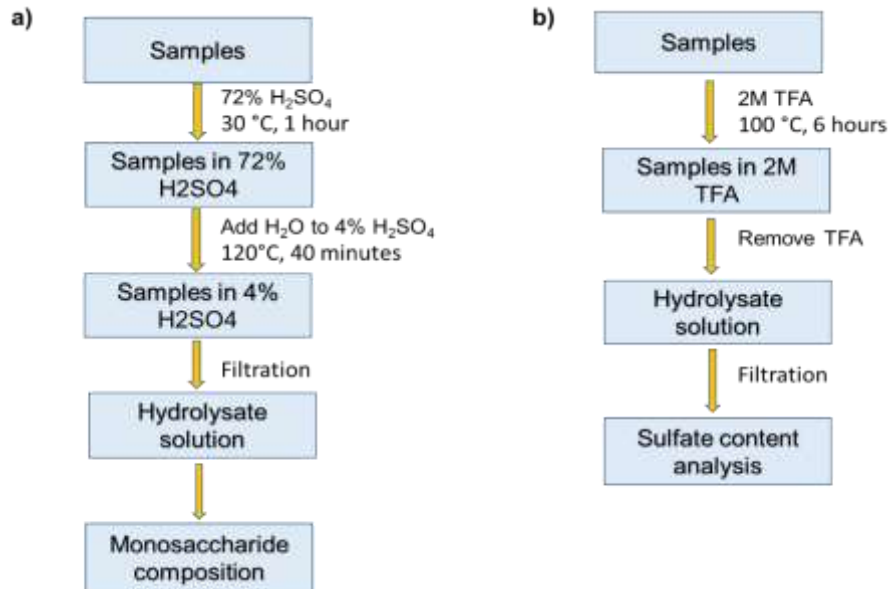 a)
Samples
72% H₂SO₄
30 °C, 1 hour
Samples in 72%
H2SO4
Add H₂O to 4% H₂SO₄
120°C, 40 minutes
Samples in 4%
H2SO4
Filtration
Hydrolysate
solution
Monosaccharide
composition
b)
Samples
2M TFA
100 °C, 6 hours
Samples in 2M
TFA
Remove TFA
Hydrolysate
solution
Filtration
Sulfate content
analysis